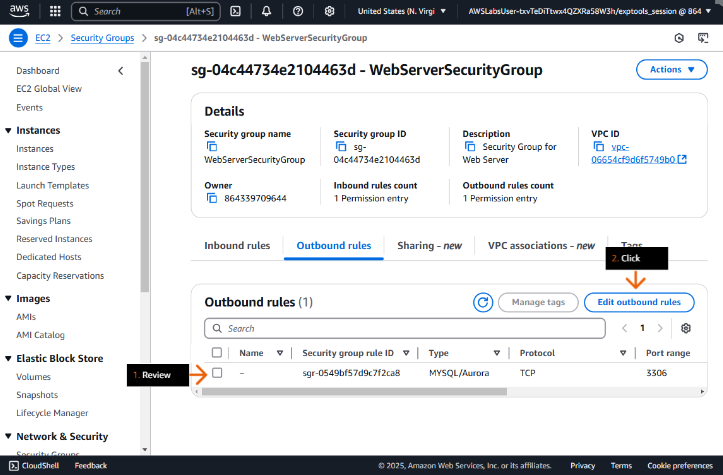 aws
Search
[Alt+S]
United States (N. Virgi
AWSLabsUser-txvTeDiTtwx4QZXRa58W3h/exptools_session @ 864
EC2
Security Groups
sg-04c44734e2104463d - WebServerSecurityGroup
Dashboard
EC2 Global View
Events
Instances
Instances
Instance Types
Launch Templates
Spot Requests
Savings Plans
Reserved Instances
Dedicated Hosts
Capacity Reservations
Images
AMIs
AMI Catalog
Elastic Block Store
Volumes
Snapshots
Lifecycle Manager
Network & Security
Security Groups
sg-04c44734e2104463d - WebServerSecurityGroup
Actions
Details
Security group name
WebServerSecurityGroup
Security group ID
sg-
04c44734e2104463d
Description
Security Group for
Web Server
VPC ID
vpc-
06654cf9d6f5749b0
Owner
864339709644
Inbound rules count
1 Permission entry
Outbound rules count
1 Permission entry
Inbound rules
Outbound rules
Sharing - new
VPC associations - new
Tags
2. Click
Outbound rules (1)
Manage tags
Edit outbound rules
Search
1
Name
Security group rule ID
Type
Protocol
Port range
1. Review
–
sgr-0549bf57d9c7f2ca8
MYSQL/Aurora
TCP
3306
CloudShell
Feedback
© 2025, Amazon Web Services, Inc. or its affiliates.
Privacy
Terms
Cookie preferences